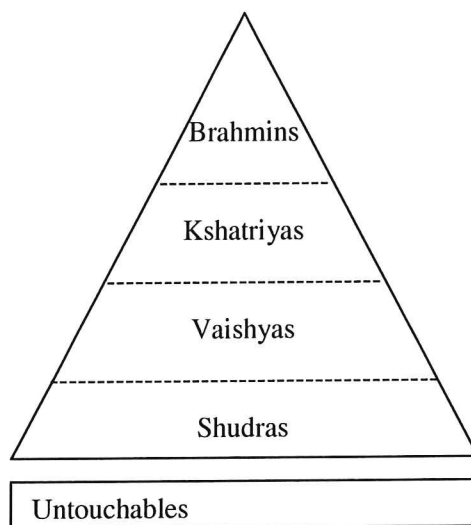 Brahmins
Kshatriyas
Vaishyas
Shudras
Untouchables